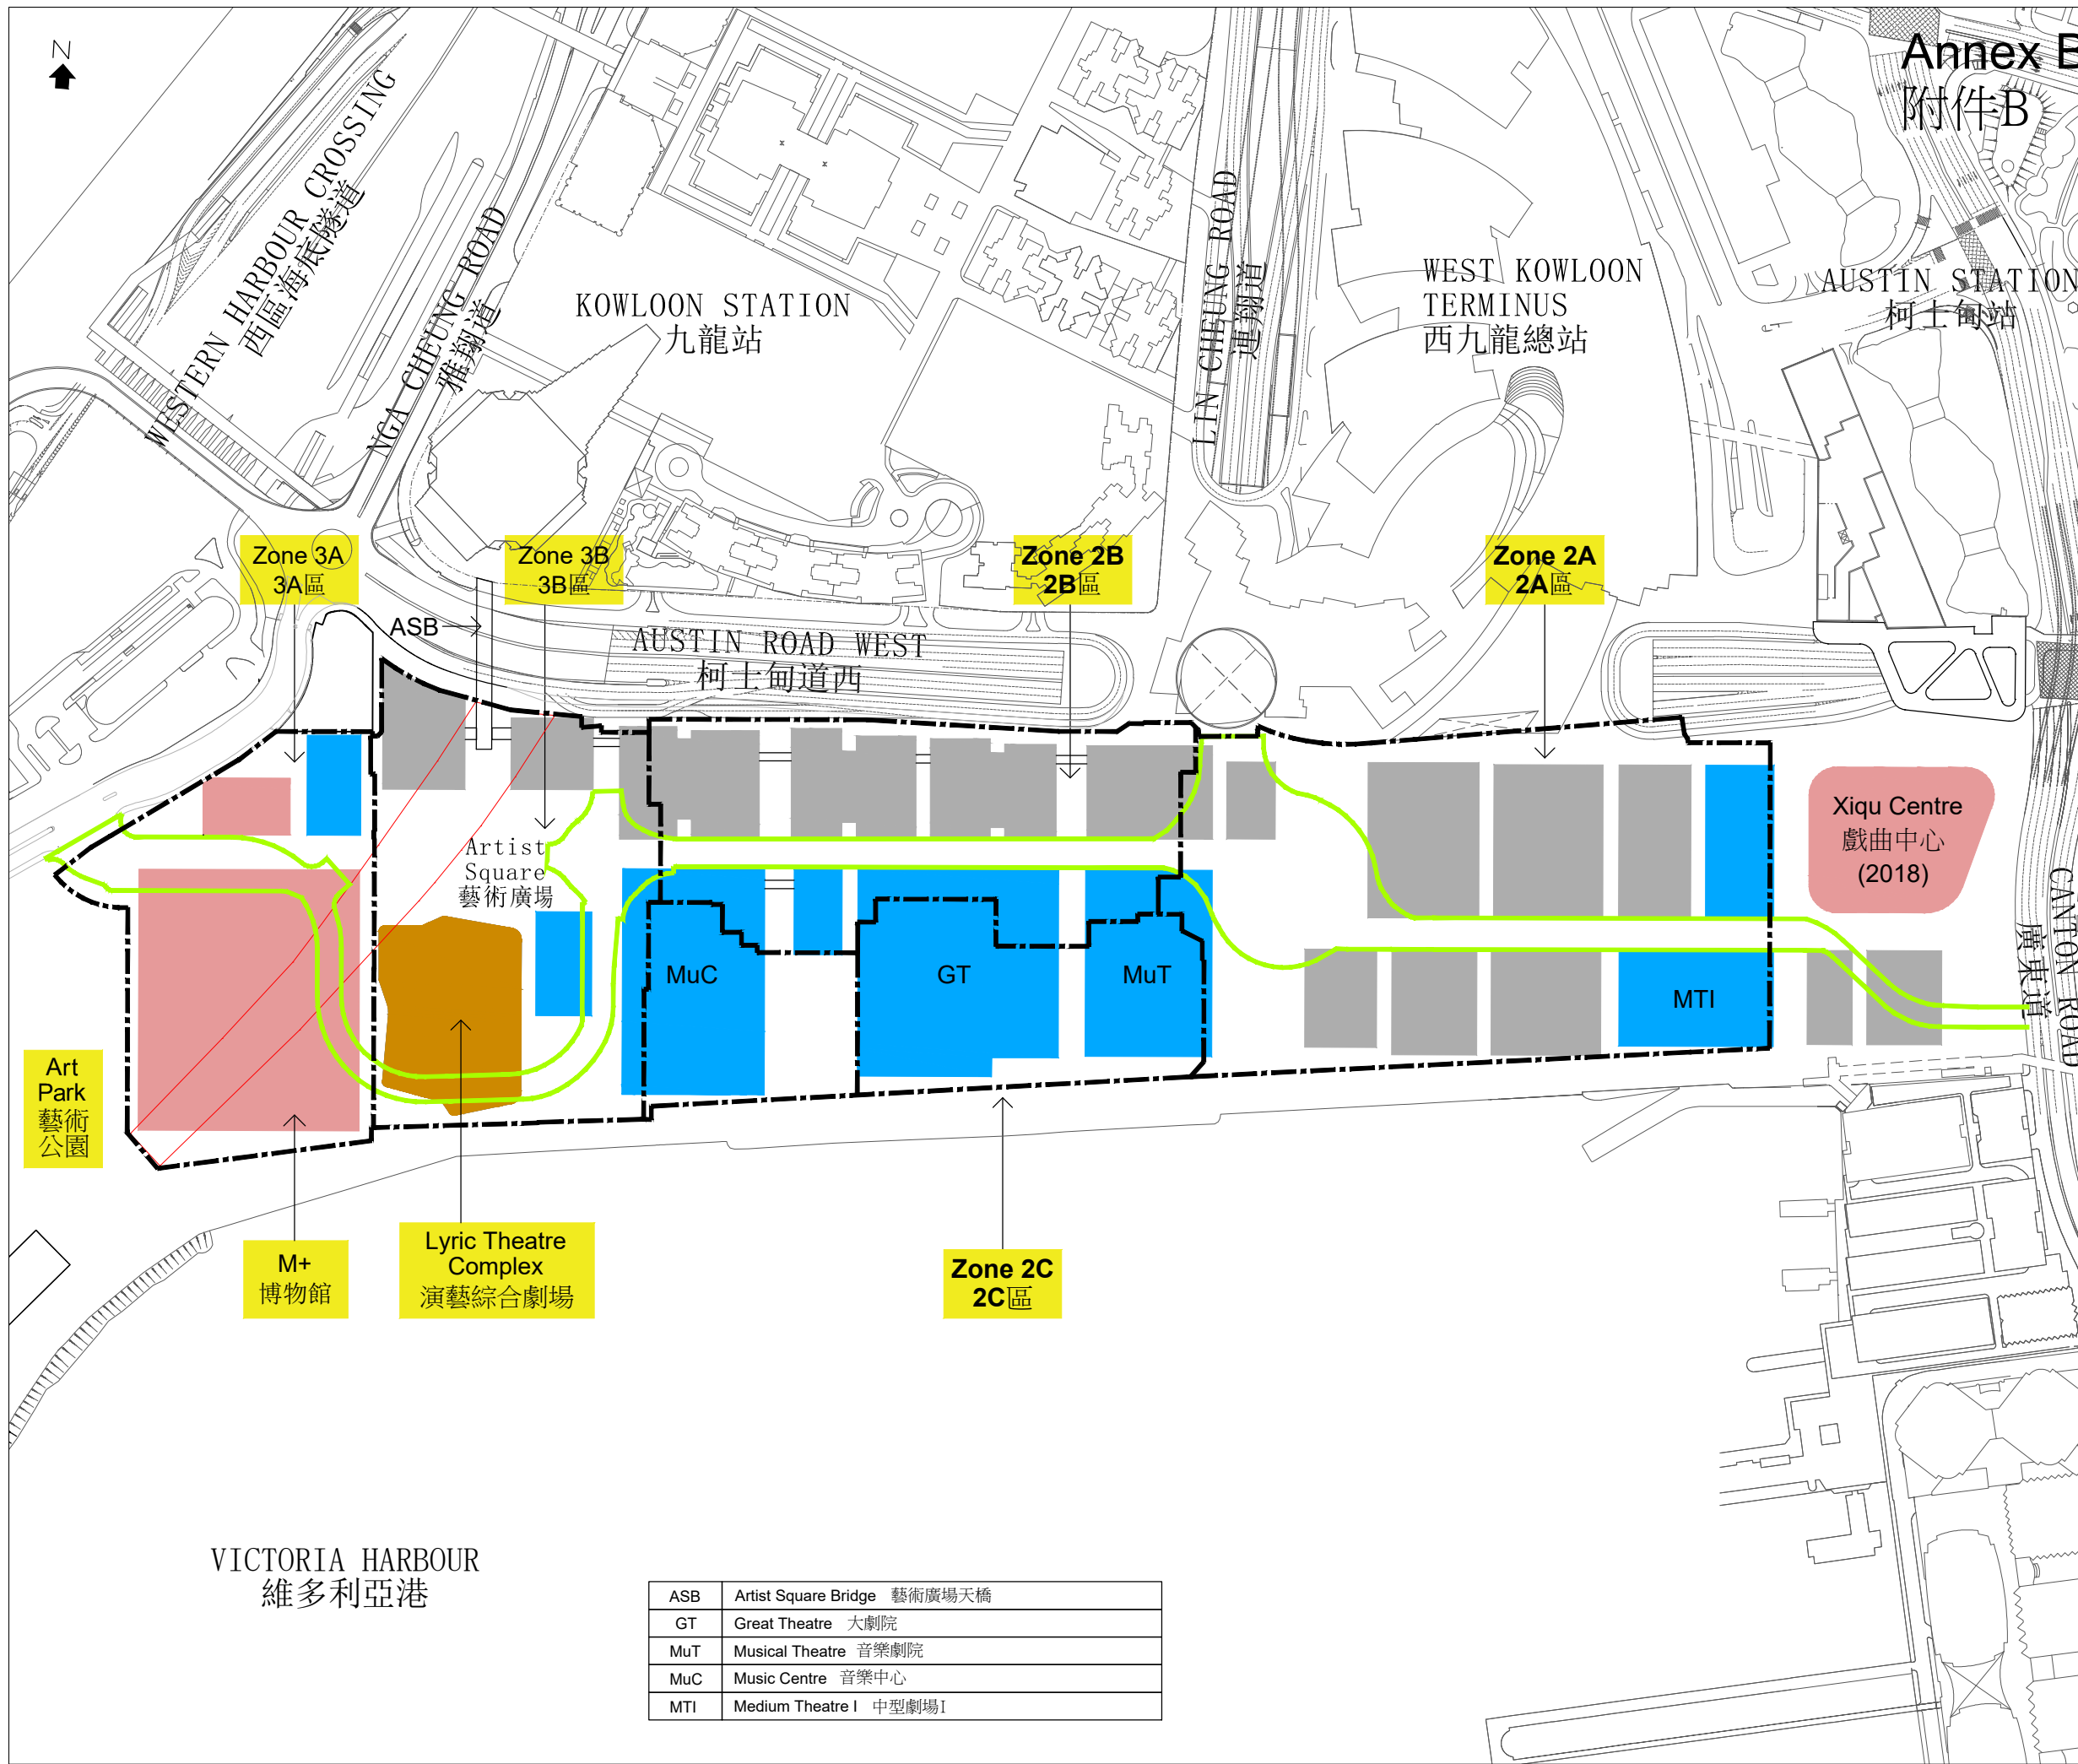 N
Annex B
附件B
WESTERN HARBOUR CROSSING
西區海底隧道
NGA CHEUNG ROAD
雅翔道
KOWLOON STATION
九龍站
LIN CHEUNG ROAD
連翔道
WEST KOWLOON
TERMINUS
西九龍總站
AUSTIN STATION
柯士甸站
Zone 3A
3A區
Zone 3B
3B區
Zone 2B
2B區
Zone 2A
2A區
ASB
AUSTIN ROAD WEST
柯士甸道西
Xiqu Centre
戲曲中心
(2018)
Artist
Square
藝術廣場
CANTON ROAD
廣東道
MuC
GT
MuT
MTI
Art
Park
藝術
公園
M+
博物館
Lyric Theatre
Complex
演藝綜合劇場
Zone 2C
2C區
VICTORIA HARBOUR
維多利亞港
ASB Artist Square Bridge 藝術廣場天橋
GT Great Theatre 大劇院
MuT Musical Theatre 音樂劇院
MuC Music Centre 音樂中心
MTI Medium Theatre I 中型劇場I